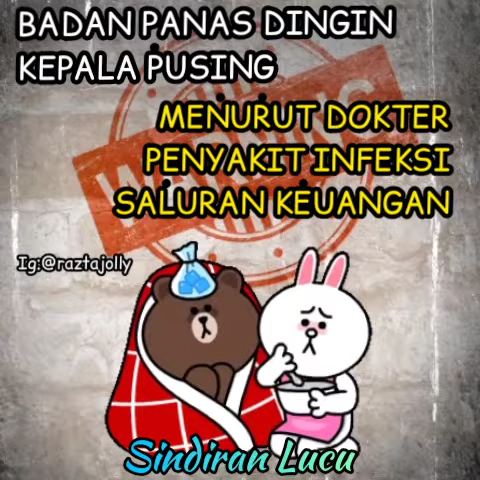 BADAN PANAS DINGIN
KEPALA PUSING
MENURUT DOKTER
PENYAKIT INFEKSI
SALURAN KEUANGAN
Ig:@raztajolly
Sindiran Lucu